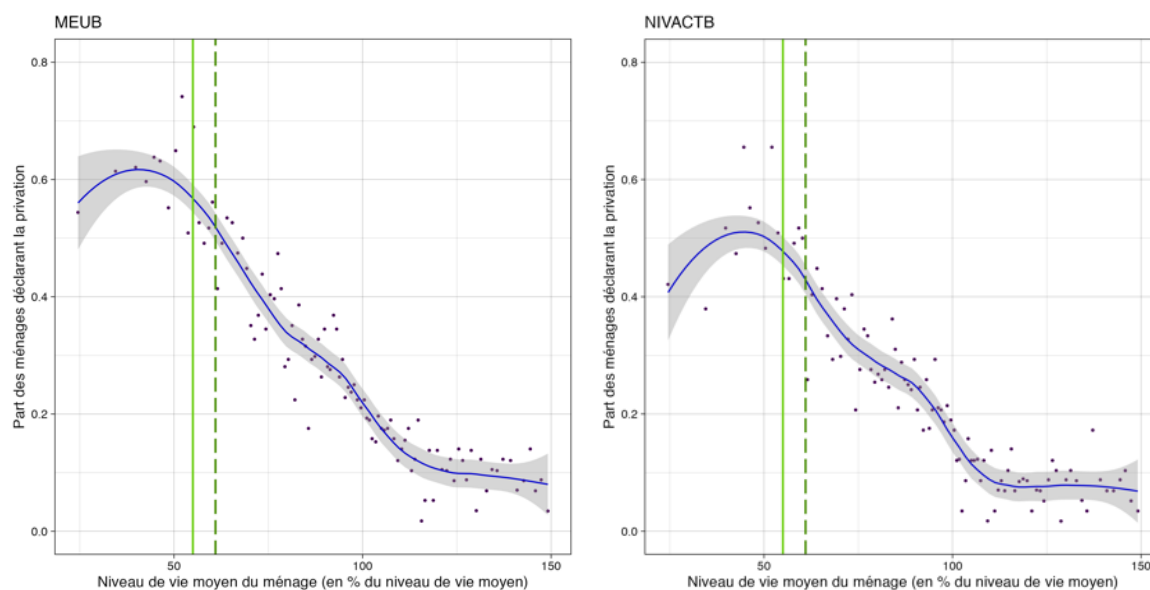 MEUB
NIVACTB
Part des ménages déclarant la privation
0.8
0.6
0.4
0.2
0.0
50
100
150
Niveau de vie moyen du ménage (en % du niveau de vie moyen)
Part des ménages déclarant la privation
0.8
0.6
0.4
0.2
0.0
50
100
150
Niveau de vie moyen du ménage (en % du niveau de vie moyen)